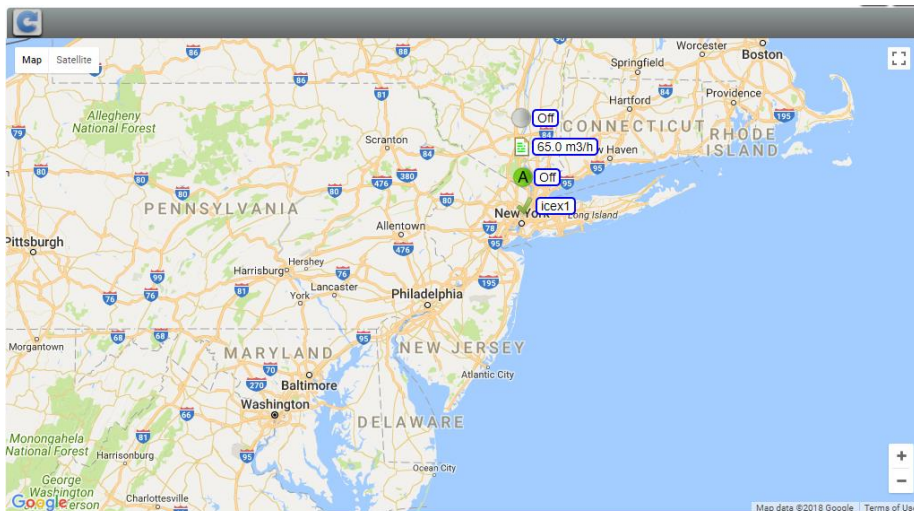 Map
Satellite
Worcester
Boston
Springfield
Hartford
Providence
Allegheny
National Forest
Off
CONNECTICUT
RHODE
ISLAND
Scranton
65.0 m3/h
Haven
A
Off
PENNSYLVANIA
icex1
New York
Long Island
Allentown
Pittsburgh
Hershey
Harrisburg
Lancaster
York
Philadelphia
Morgantown
MARYLAND
NEW JERSEY
Atlantic City
Baltimore
Washington
DELAWARE
Monongahela
National Forest
Harrisonburg
Ocean City
George
Washington
Charlottesville
Google
Map data ©2018 Google
Terms of Us